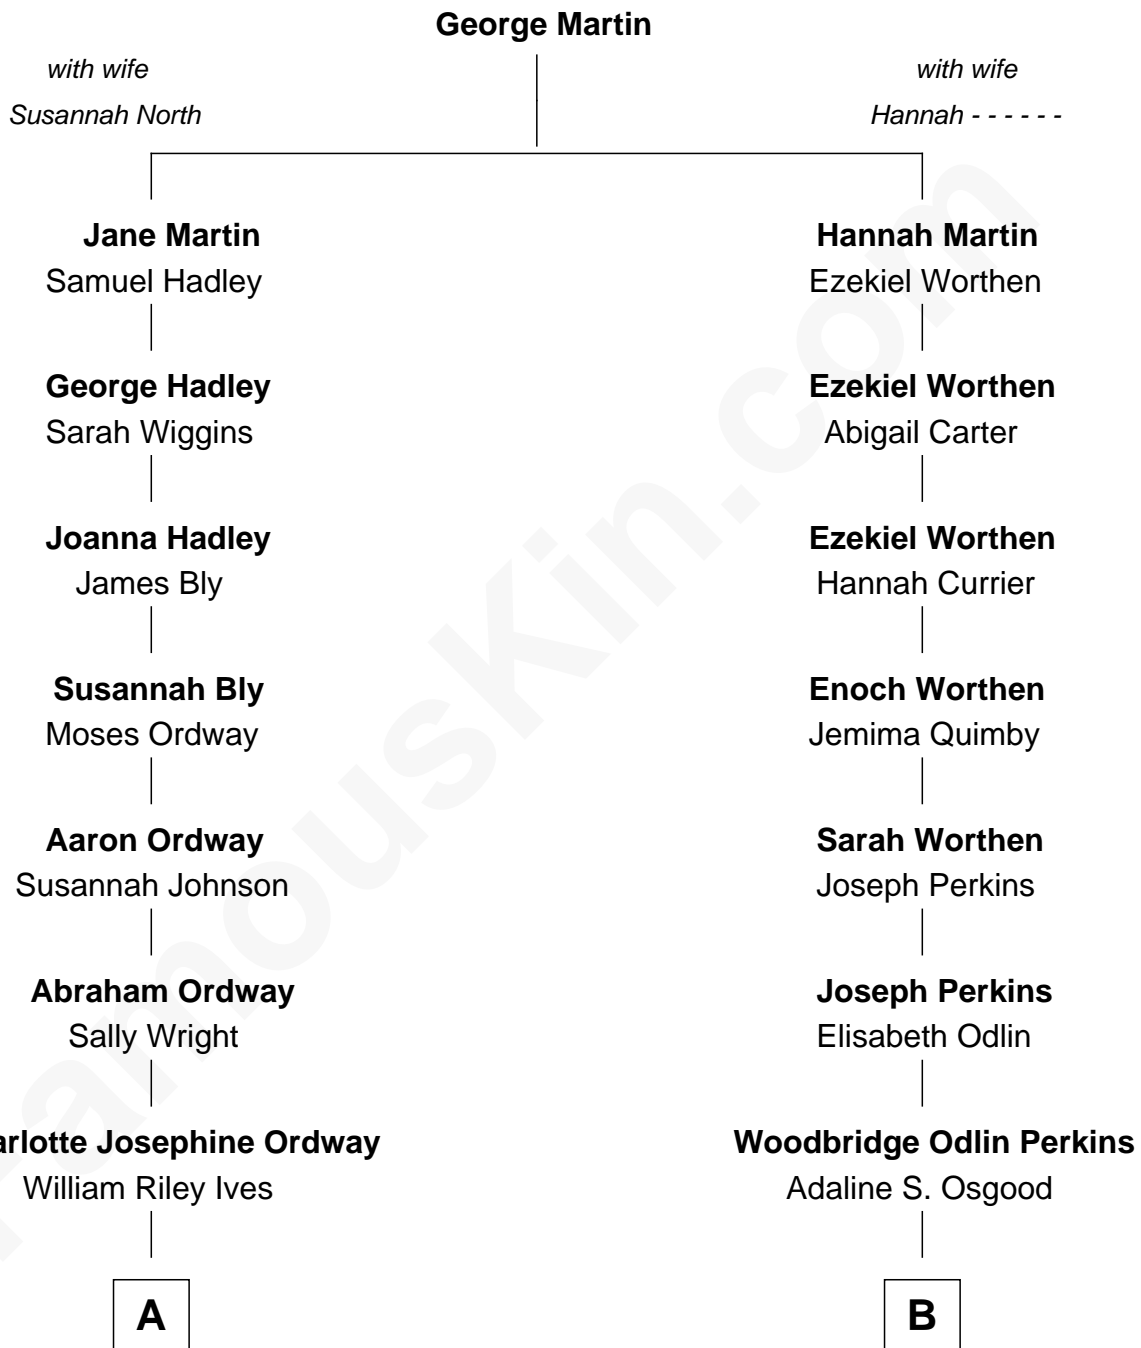 George Martin
with wife
Susannah North
with wife
Hannah - - - - - -
Jane Martin
Samuel Hadley
Hannah Martin
Ezekiel Worthen
George Hadley
Sarah Wiggins
Ezekiel Worthen
Abigail Carter
Joanna Hadley
James Bly
Ezekiel Worthen
Hannah Currier
Susannah Bly
Moses Ordway
Enoch Worthen
Jemima Quimby
Aaron Ordway
Susannah Johnson
Sarah Worthen
Joseph Perkins
Abraham Ordway
Sally Wright
Joseph Perkins
Elisabeth Odlin
arlotte Josephine Ordway
William Riley Ives
Woodbridge Odlin Perkins
Adaline S. Osgood
A
B
FamousKin.com